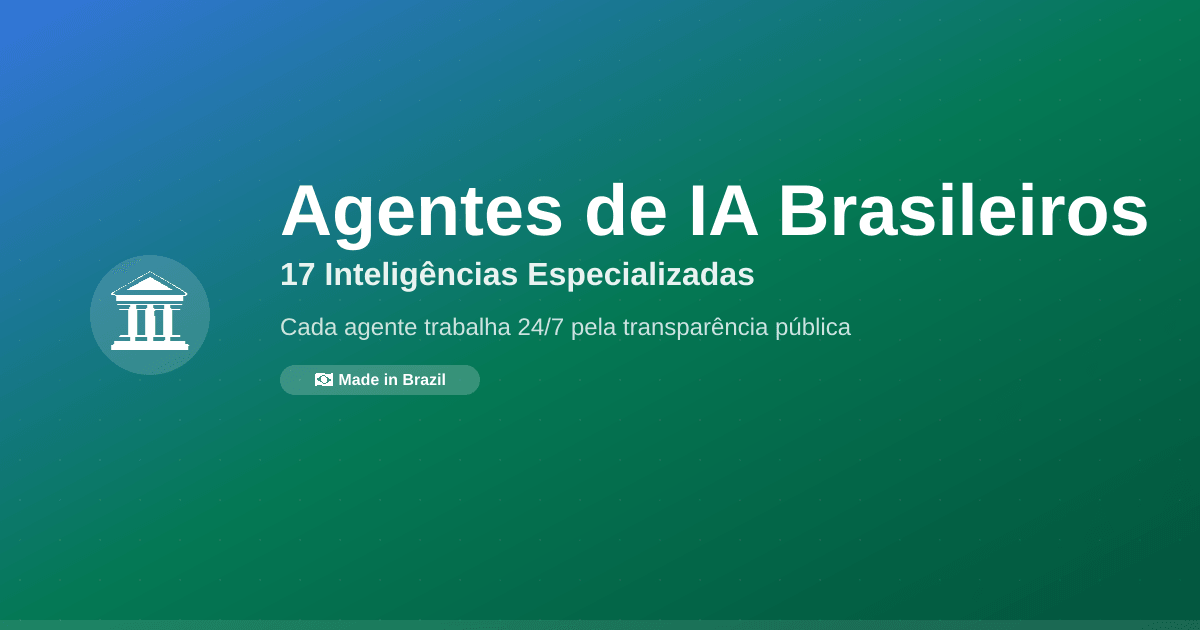 Agentes de IA Brasileiros
17 Inteligências Especializadas
Cada agente trabalha 24/7 pela transparência pública
🇧🇷 Made in Brazil